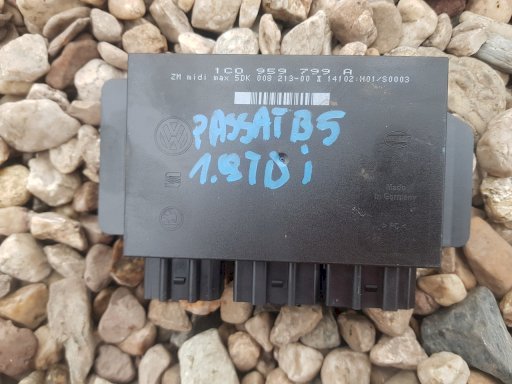 1C0 959 799 A
ZM midi max 5DK 008 213-00 II 14102 H01/S0003
PASSAT B5
1.9TDi
Made
in Germany